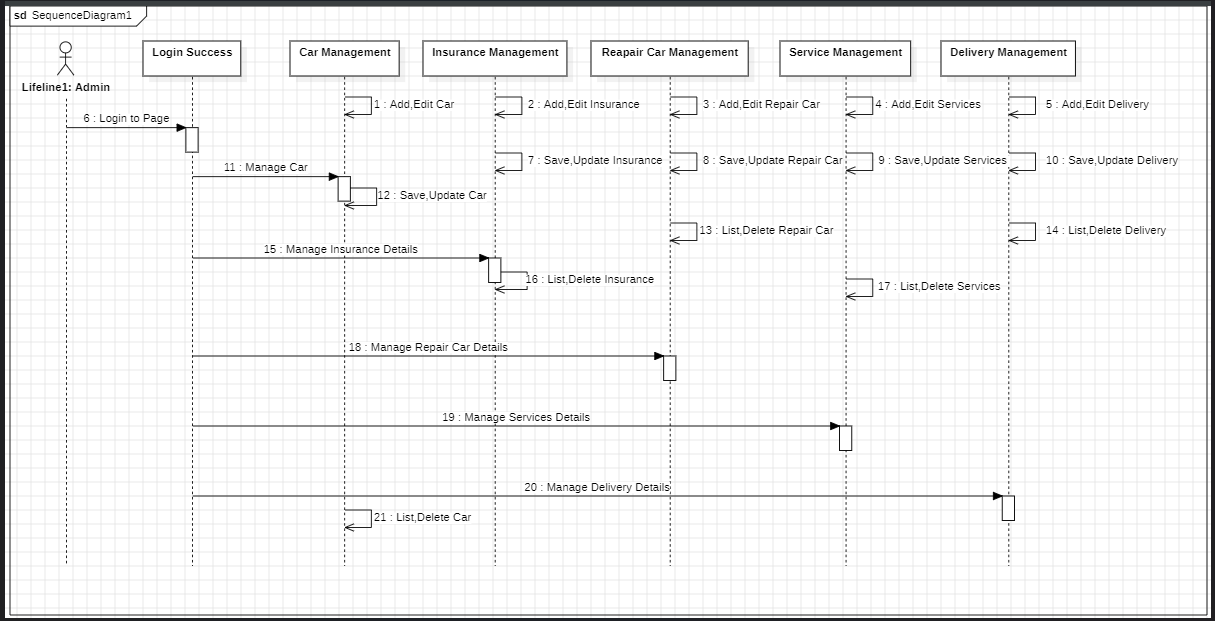 sd SequenceDiagram1
Login Success
Car Management
Insurance Management
Reapair Car Management
Service Management
Delivery Management
Lifeline1: Admin
1 : Add,Edit Car
2 : Add,Edit Insurance
3 : Add,Edit Repair Car
4 : Add,Edit Services
5 : Add,Edit Delivery
6 : Login to Page
7 : Save,Update Insurance
8 : Save,Update Repair Car
9 : Save,Update Services
10 : Save,Update Delivery
11 : Manage Car
12 : Save,Update Car
13 : List,Delete Repair Car
14 : List,Delete Delivery
15 : Manage Insurance Details
16 : List,Delete Insurance
17 : List,Delete Services
18 : Manage Repair Car Details
19 : Manage Services Details
20 : Manage Delivery Details
21 : List,Delete Car